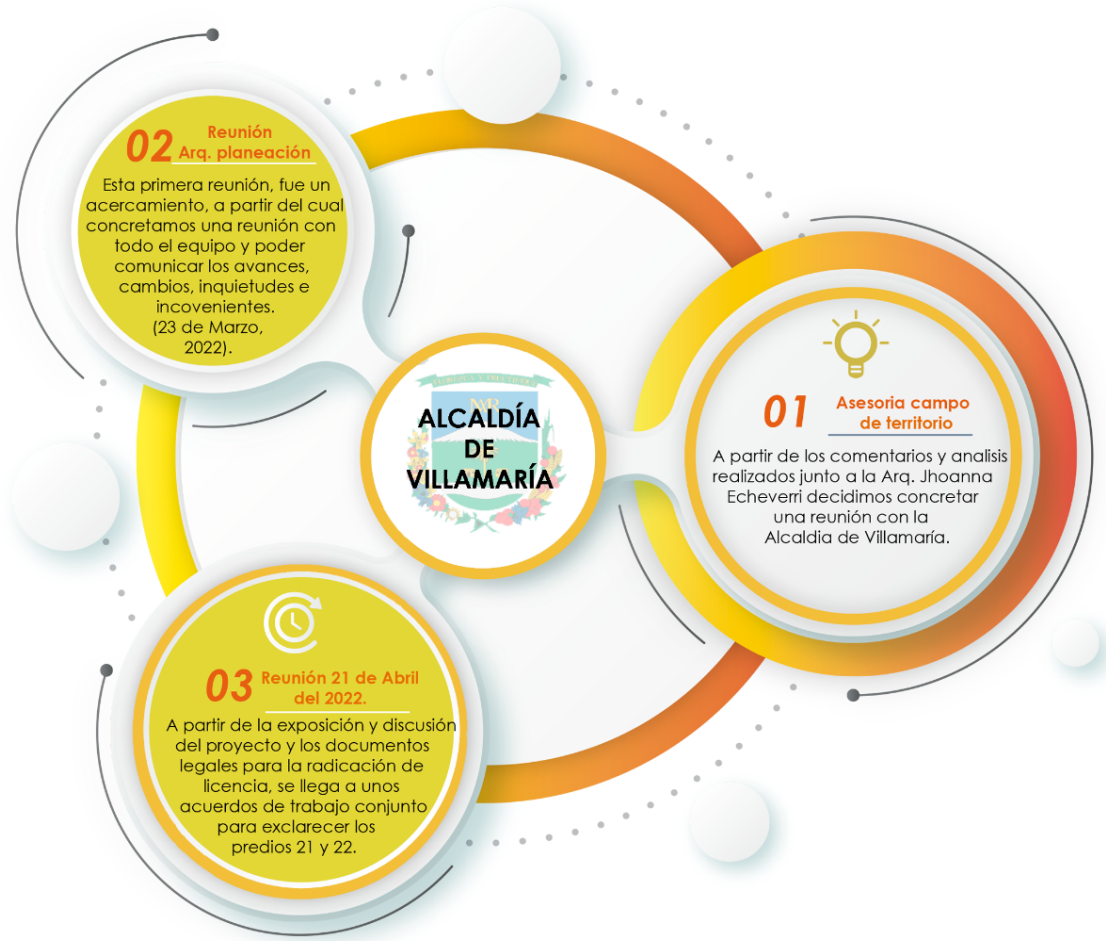 ALCALDÍA
DE
VILLAMARÍA
01
Asesoria campo
de territorio
A partir de los comentarios y analisis
realizados junto a la Arq. Jhoanna
Echeverri decidimos concretar
una reunión con la
Alcaldia de Villamaría.
02
Reunión
Arq. planeación
Esta primera reunión, fue un
acercamiento, a partir del cual
concretamos una reunión con
todo el equipo y poder
comunicar los avances,
cambios, inquietudes e
incovenientes.
(23 de Marzo,
2022).
03
Reunión 21 de Abril
del 2022.
A partir de la exposición y discusión
del proyecto y los documentos
legales para la radicación de
licencia, se llega a unos
acuerdos de trabajo conjunto
para exclarecer los
predios 21 y 22.